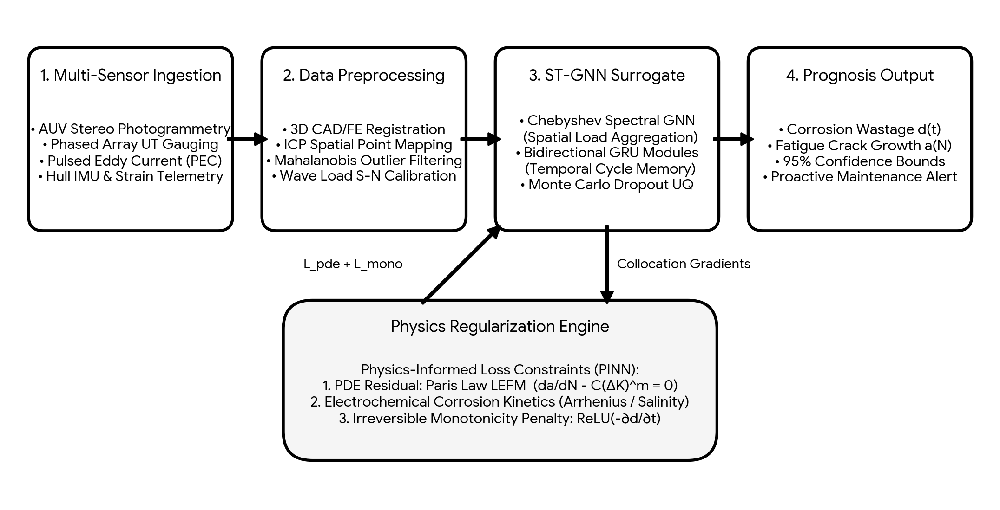 1. Multi-Sensor Ingestion
• AUV Stereo Photogrammetry
• Phased Array UT Gauging
• Pulsed Eddy Current (PEC)
• Hull IMU & Strain Telemetry
2. Data Preprocessing
• 3D CAD/FE Registration
• ICP Spatial Point Mapping
• Mahalanobis Outlier Filtering
• Wave Load S-N Calibration
3. ST-GNN Surrogate
• Chebyshev Spectral GNN
(Spatial Load Aggregation)
• Bidirectional GRU Modules
(Temporal Cycle Memory)
• Monte Carlo Dropout UQ
4. Prognosis Output
• Corrosion Wastage d(t)
• Fatigue Crack Growth a(N)
• 95% Confidence Bounds
• Proactive Maintenance Alert
L_pde + L_mono
Collocation Gradients
Physics Regularization Engine
Physics-Informed Loss Constraints (PINN):
1. PDE Residual: Paris Law LEFM  (da/dN - C(ΔK)^m = 0)
2. Electrochemical Corrosion Kinetics (Arrhenius / Salinity)
3. Irreversible Monotonicity Penalty: ReLU(-∂d/∂t)